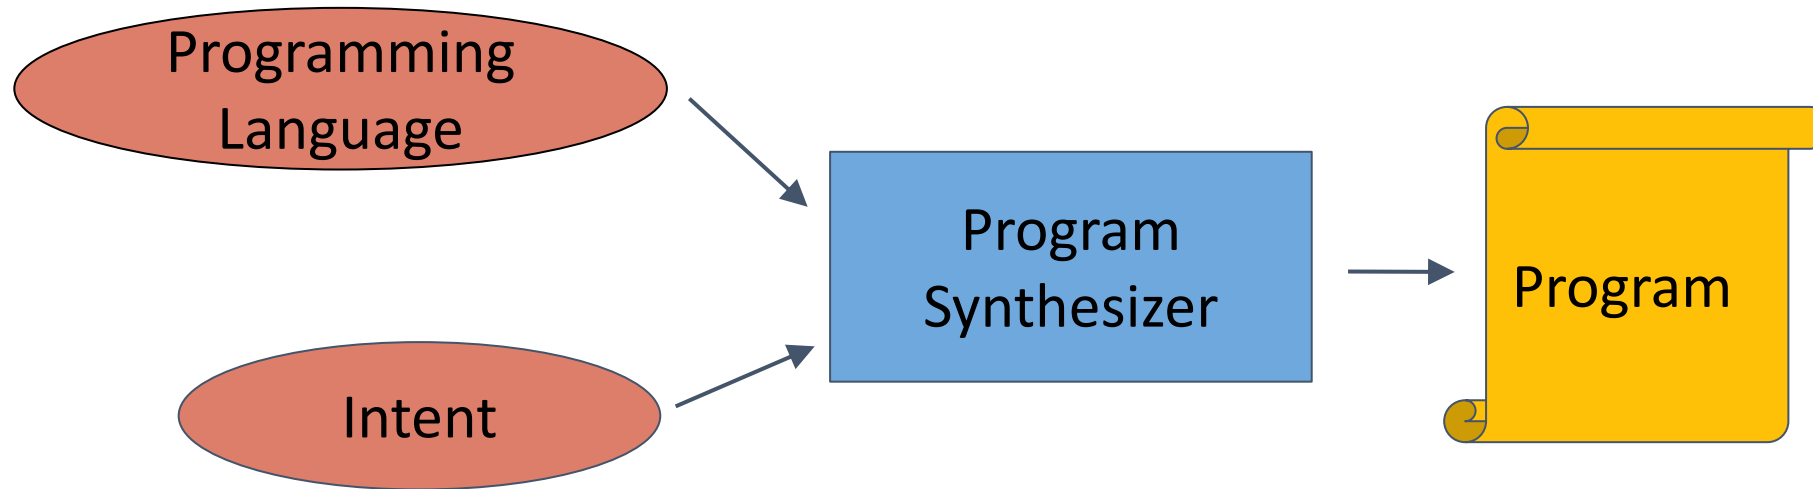 Programming
Language
Program
Synthesizer
Program
Intent